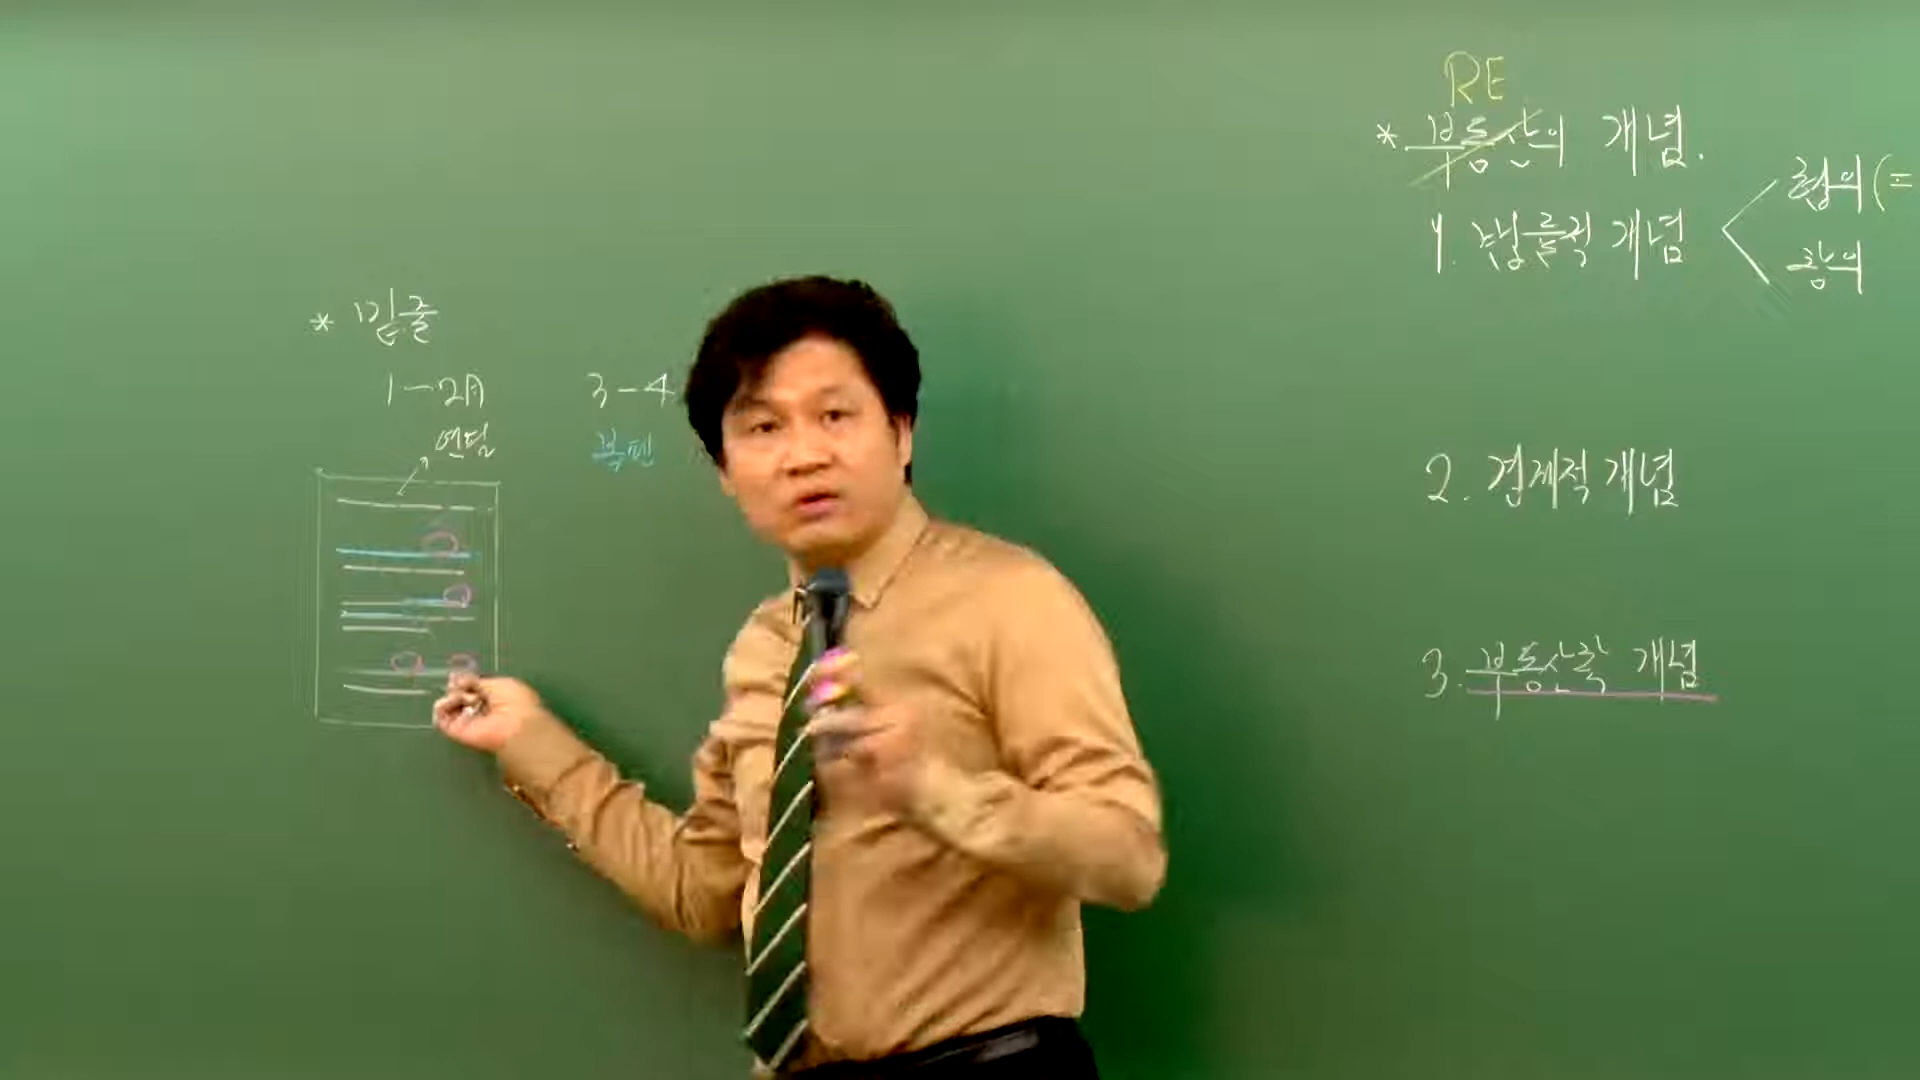 * 밑줄
1-2月
연필
3-4
볼펜
RE
* 부동산의 개념.
1. 법률적 개념
협의(=
광의
2. 경제적 개념
3. 부동산학 개념